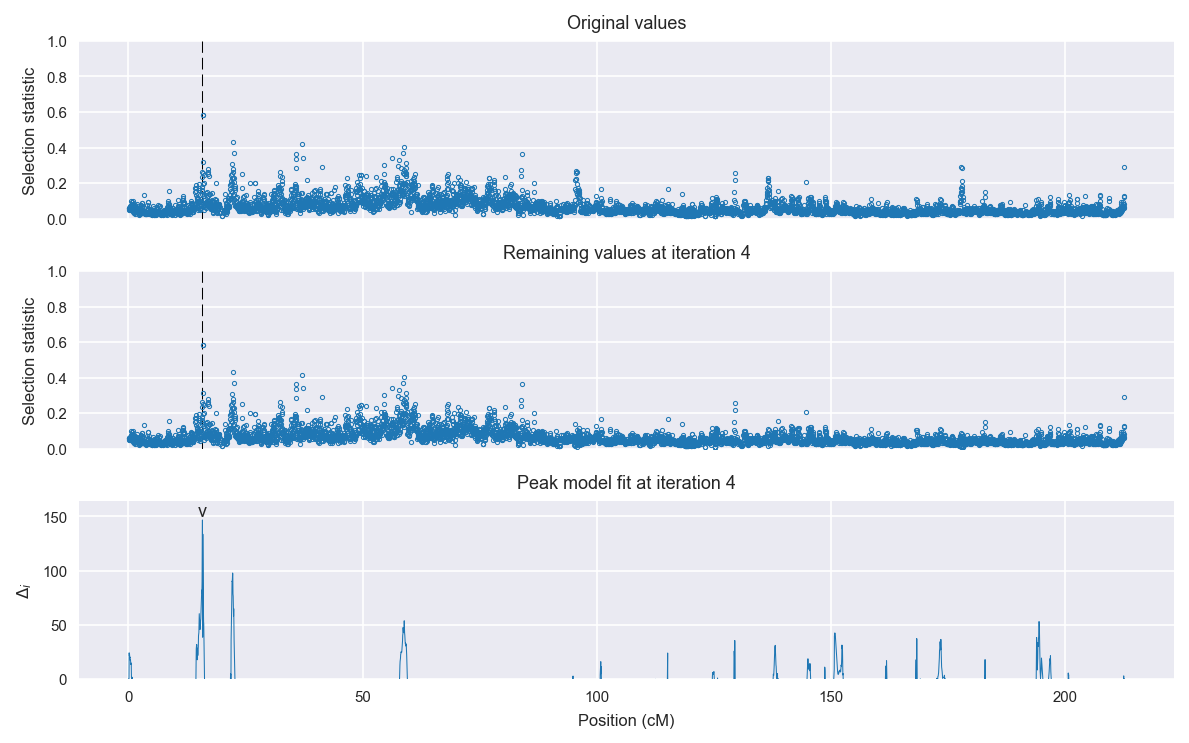 Original values
Selection statistic
1.0
0.8
0.6
0.4
0.2
0.0
Remaining values at iteration 4
Selection statistic
1.0
0.8
0.6
0.4
0.2
0.0
Peak model fit at iteration 4
Δi
150
100
50
0
v
0 50 100 150 200
Position (cM)